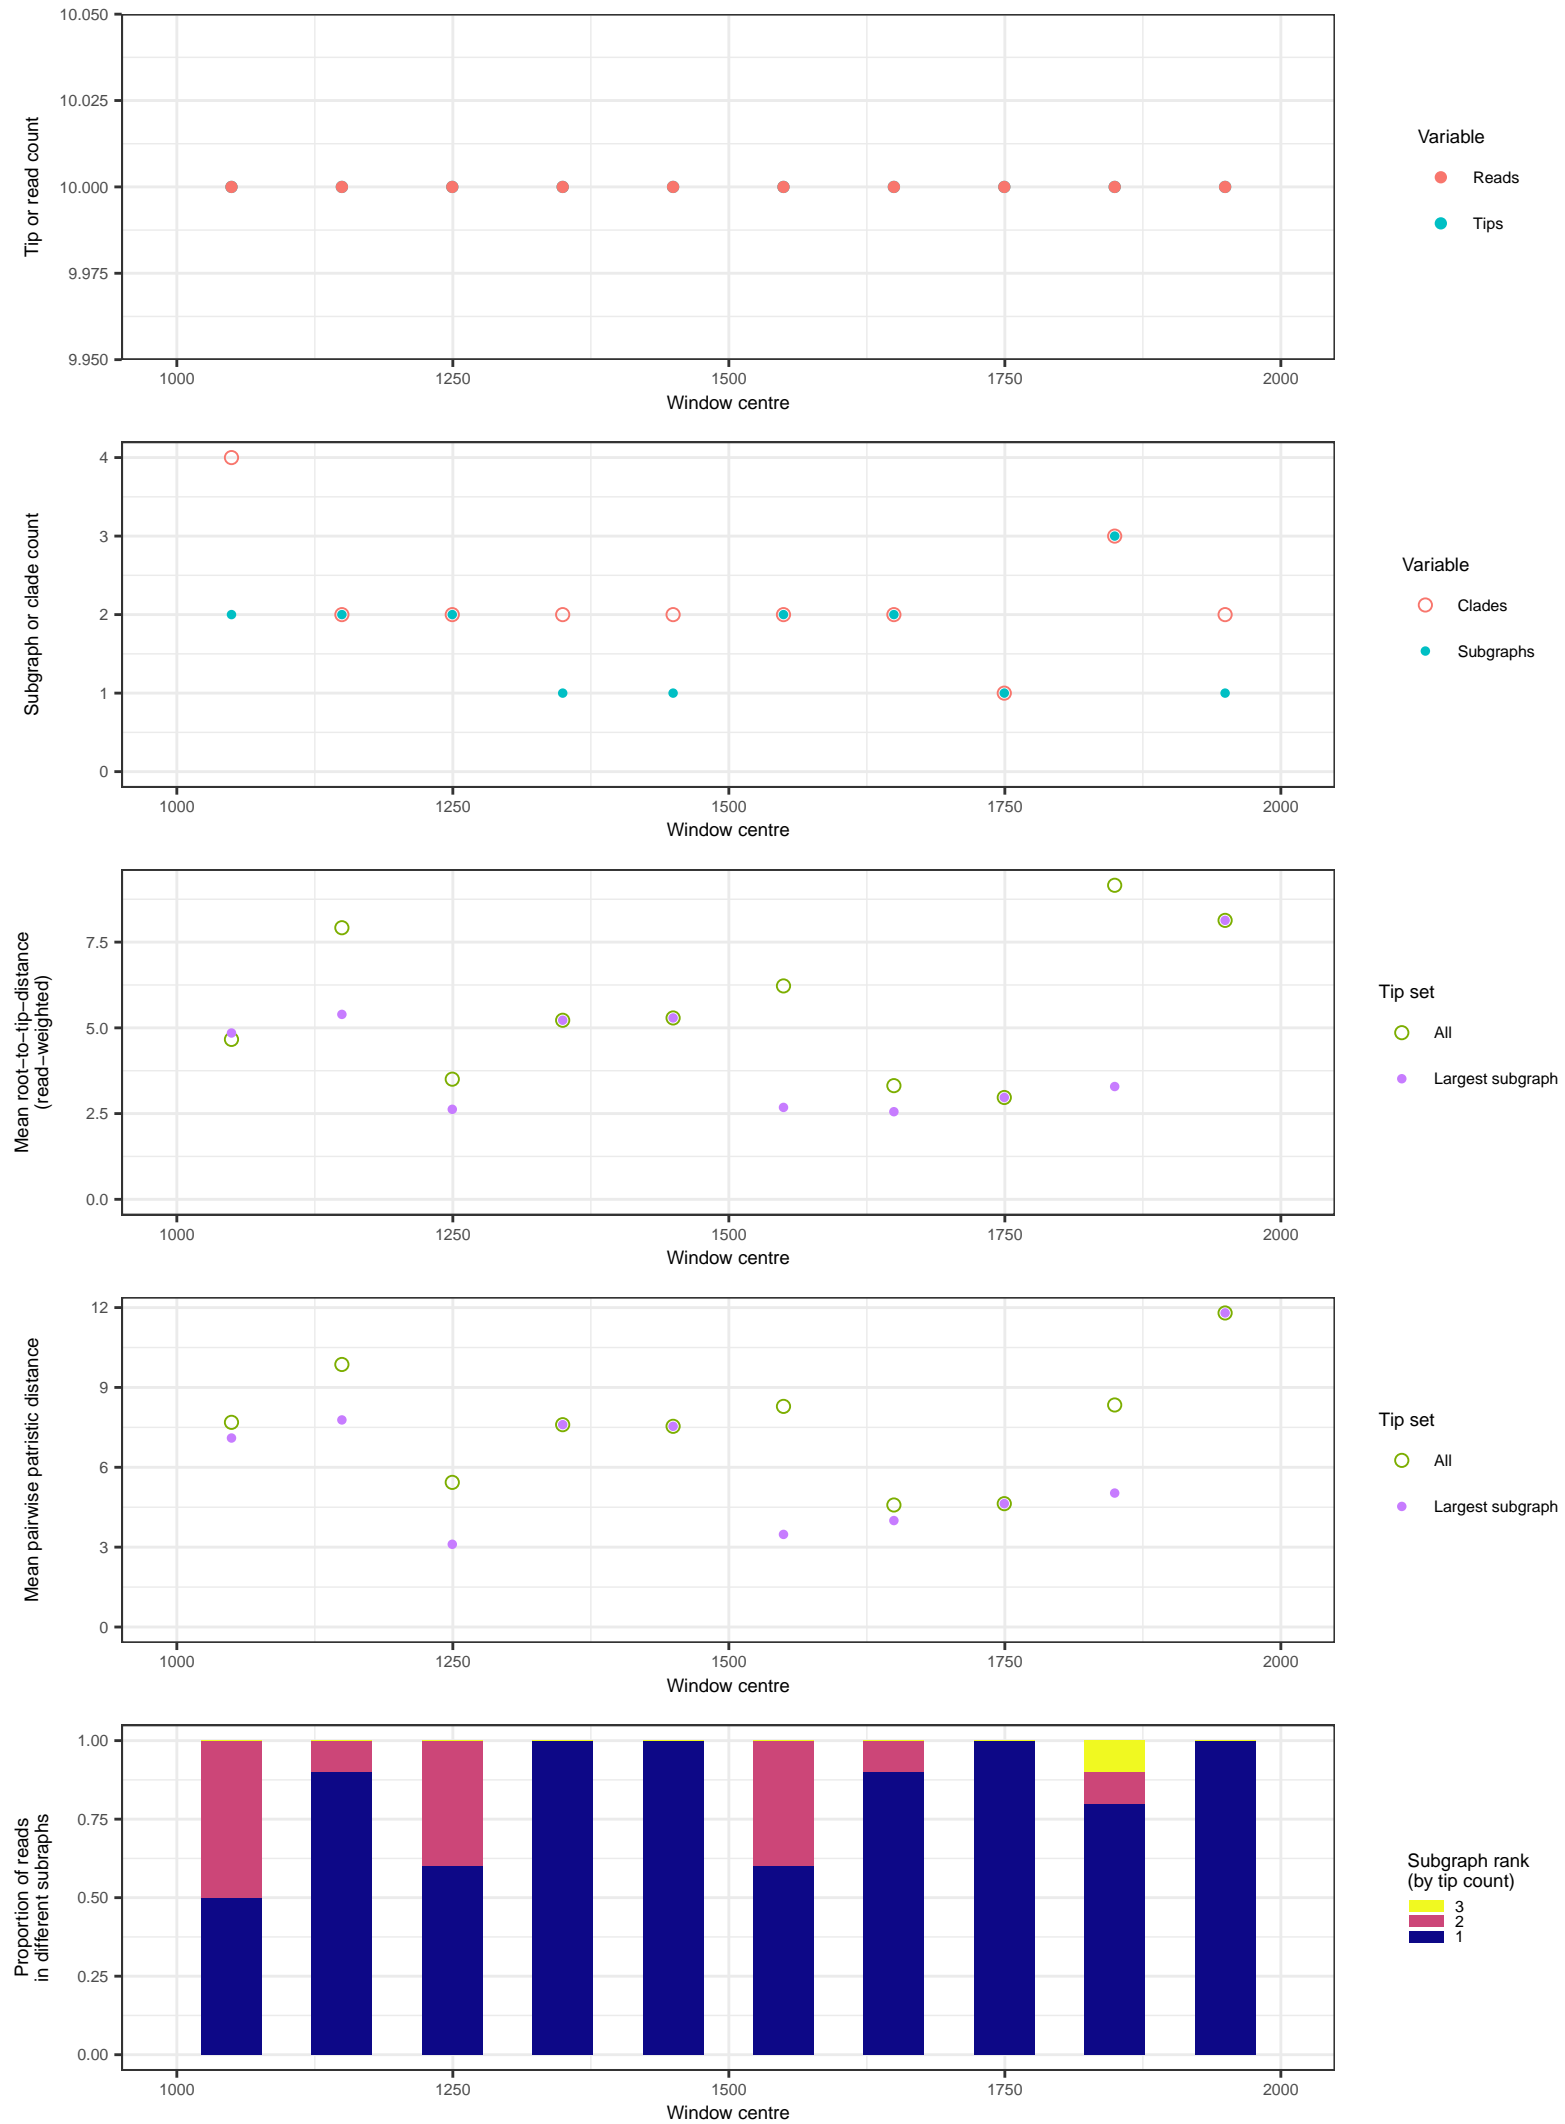 10.050
10.025
10.000
9.975
9.950
Tip or read count
1000 1250 1500 1750 2000
Window centre
Variable
Reads
Tips
4
3
2
1
0
Subgraph or clade count
1000 1250 1500 1750 2000
Window centre
Variable
Clades
Subgraphs
7.5
5.0
2.5
0.0
Mean root−to−tip−distance
(read−weighted)
1000 1250 1500 1750 2000
Window centre
Tip set
All
Largest subgraph
12
9
6
3
0
Mean pairwise patristic distance
1000 1250 1500 1750 2000
Window centre
Tip set
All
Largest subgraph
1.00
0.75
0.50
0.25
0.00
Proportion of reads
in different subraphs
1000 1250 1500 1750 2000
Window centre
Subgraph rank
(by tip count)
3
2
1